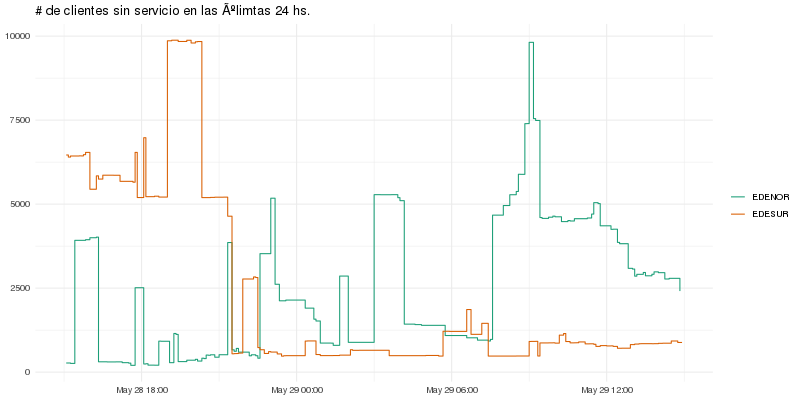 # de clientes sin servicio en las Ãºlimtas 24 hs.
10000
7500
5000
2500
0
May 28 18:00
May 29 00:00
May 29 06:00
May 29 12:00
EDENOR
EDESUR